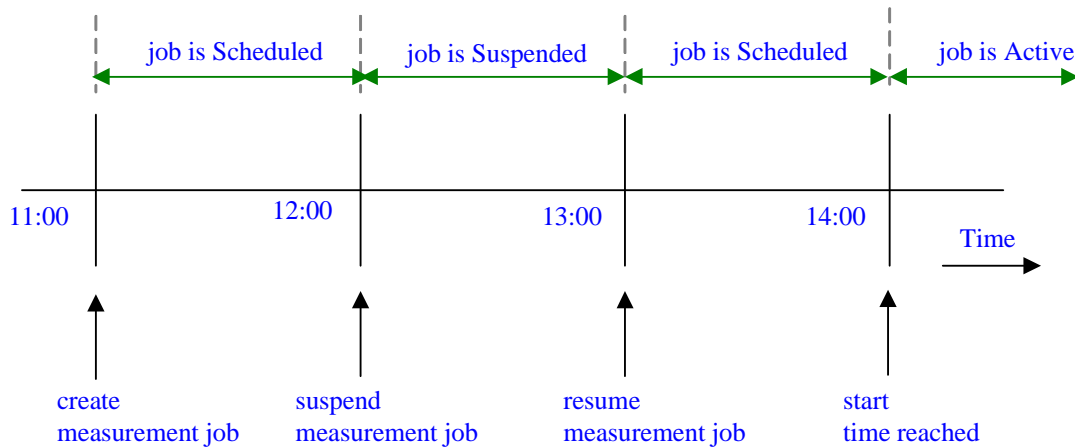 job is Scheduled
job is Suspended
job is Scheduled
job is Active
11:00
12:00
13:00
14:00
Time
create
measurement job
suspend
measurement job
resume
measurement job
start
time reached